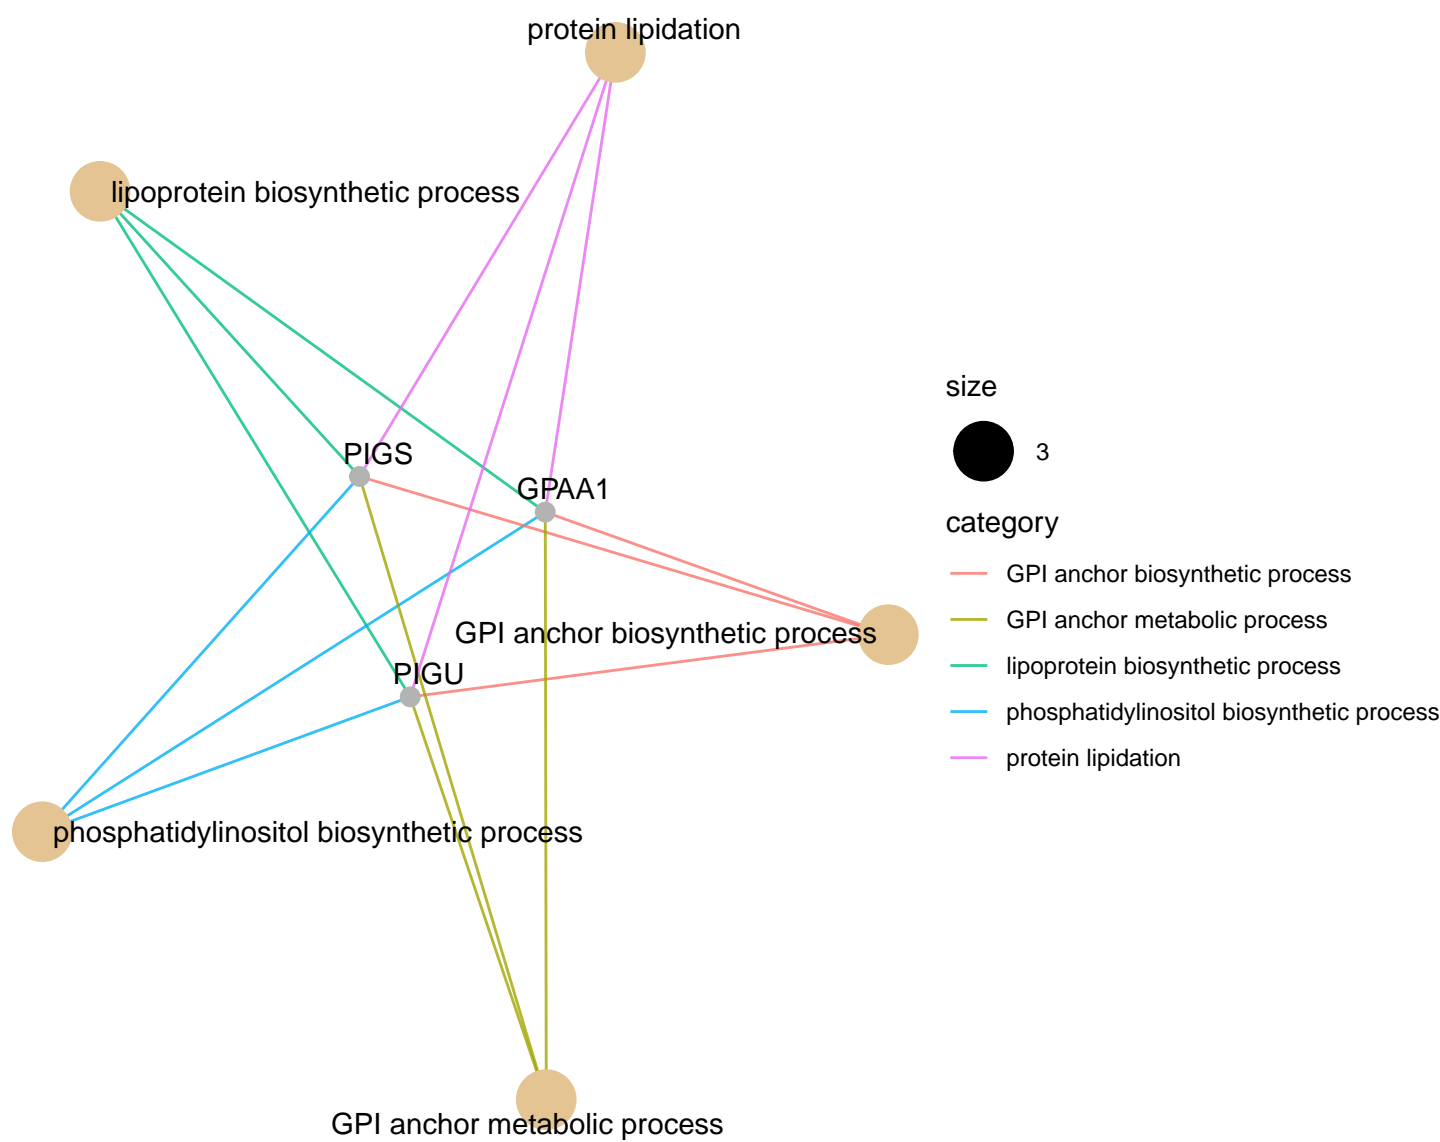 protein lipidation
lipoprotein biosynthetic process
PIGS
GPAA1
GPI anchor biosynthetic process
PIGU
phosphatidylinositol biosynthetic process
GPI anchor metabolic process
size
3
category
GPI anchor biosynthetic process
GPI anchor metabolic process
lipoprotein biosynthetic process
phosphatidylinositol biosynthetic process
protein lipidation